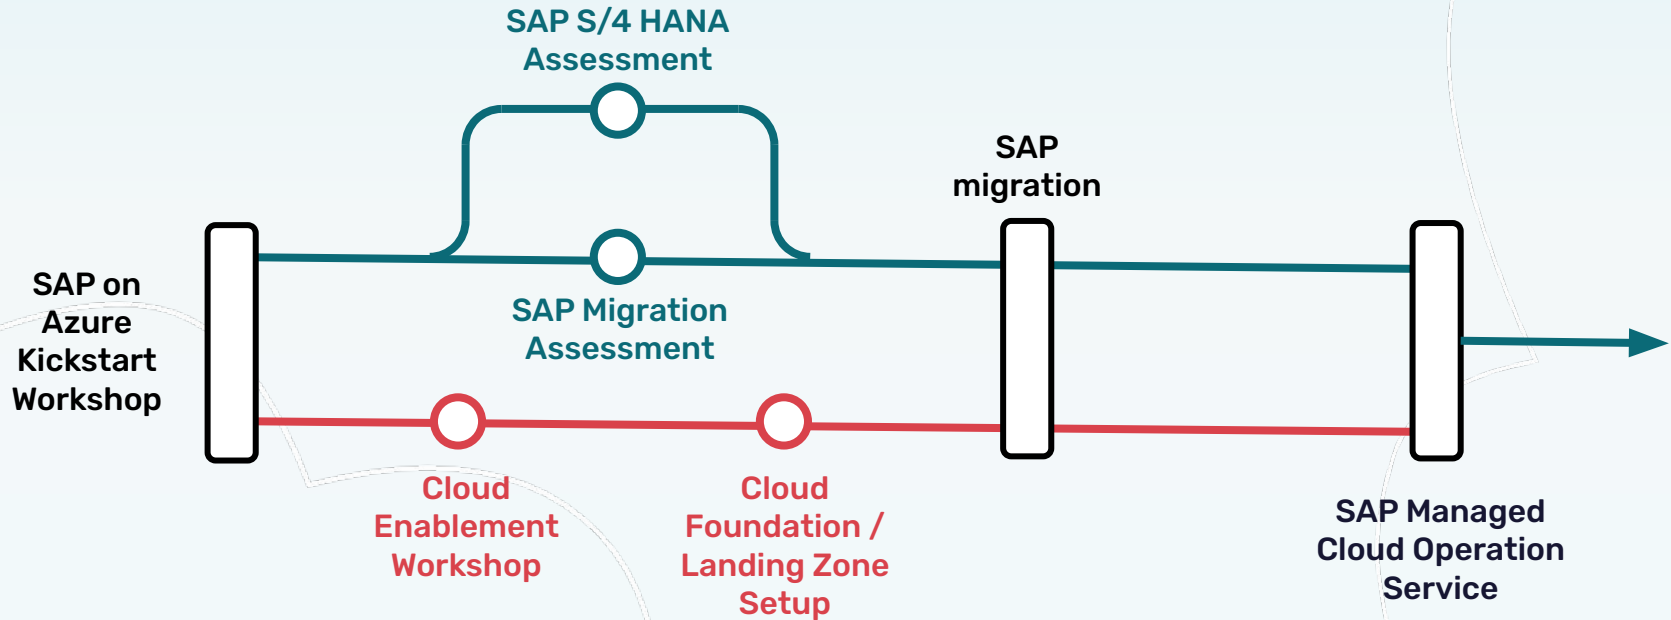 SAP S/4 HANA
Assessment
SAP
migration
SAP on
Azure
Kickstart
Workshop
SAP Migration
Assessment
Cloud
Enablement
Workshop
Cloud
Foundation /
Landing Zone
Setup
SAP Managed
Cloud Operation
Service